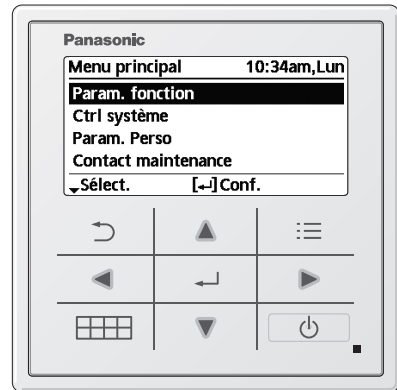 Panasonic
Menu principal 10:34am,Lun
Param. fonction
Ctrl système
Param. Perso
Contact maintenance
Sélect. [↵] Conf.